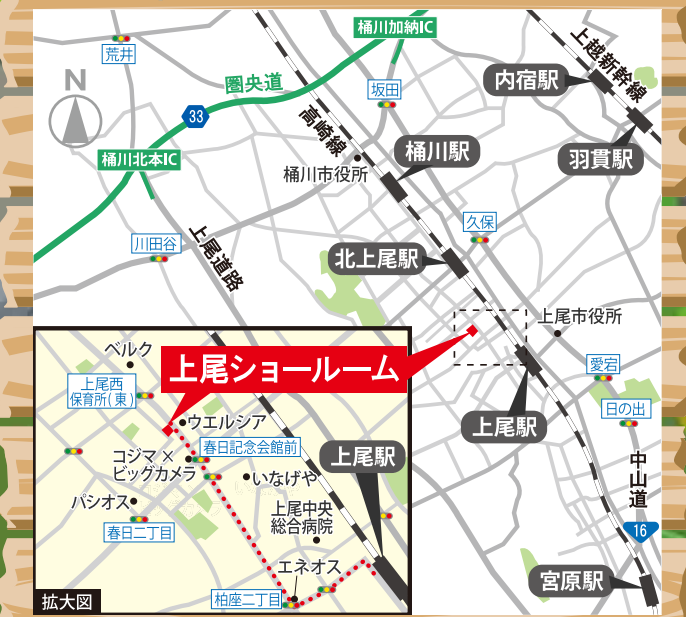 桶川加納IC
荒井
上越新幹線
内宿駅
N
圏央道
坂田
33
高崎線
桶川駅
羽貫駅
桶川北本IC
桶川市役所
久保
川田谷
上尾道路
北上尾駅
上尾市役所
ベルク
上尾ショールーム
愛宕
上尾西
保育所(東)
日の出
ウエルシア
上尾駅
春日記念会館前
上尾駅
コジマ×
ビッグカメラ
いなげや
中山道
パシオス
上尾中央
総合病院
春日二丁目
16
エネオス
宮原駅
柏座二丁目
拡大図